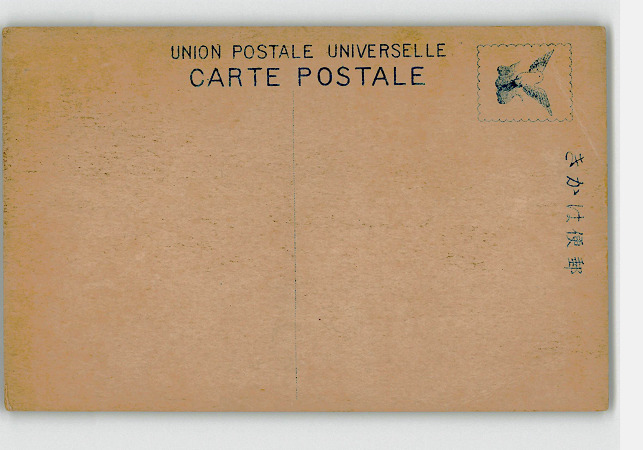 UNION POSTALE UNIVERSELLE
CARTE POSTALE
きかは便郵